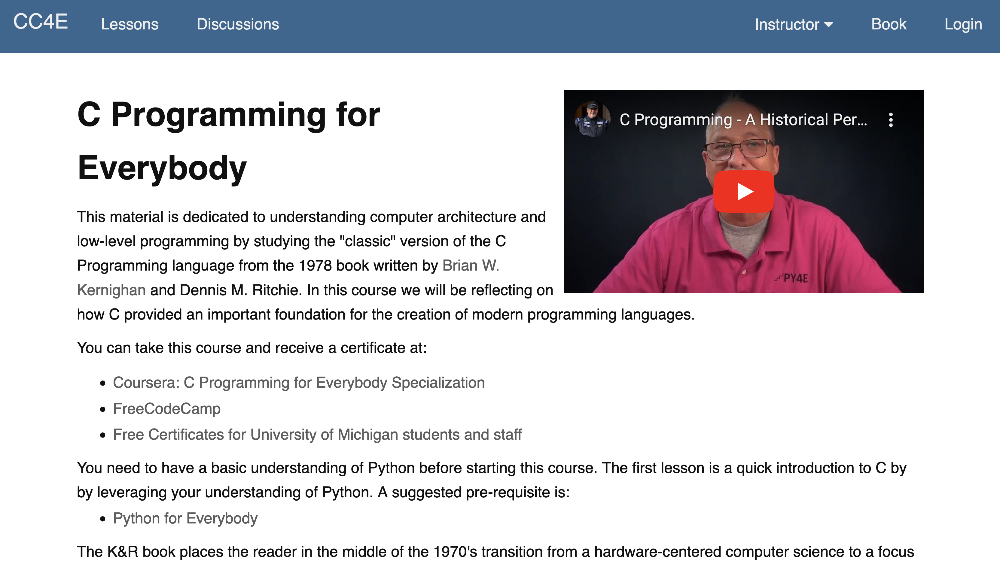 CC4E
Lessons
Discussions
Instructor
Book
Login
C Programming for
Everybody
C Programming - A Historical Per...
PY4E
This material is dedicated to understanding computer architecture and
low-level programming by studying the "classic" version of the C
Programming language from the 1978 book written by Brian W.
Kernighan and Dennis M. Ritchie. In this course we will be reflecting on
how C provided an important foundation for the creation of modern programming languages.
You can take this course and receive a certificate at:
Coursera: C Programming for Everybody Specialization
FreeCodeCamp
Free Certificates for University of Michigan students and staff
You need to have a basic understanding of Python before starting this course. The first lesson is a quick introduction to C by
by leveraging your understanding of Python. A suggested pre-requisite is:
Python for Everybody
The K&R book places the reader in the middle of the 1970's transition from a hardware-centered computer science to a focus